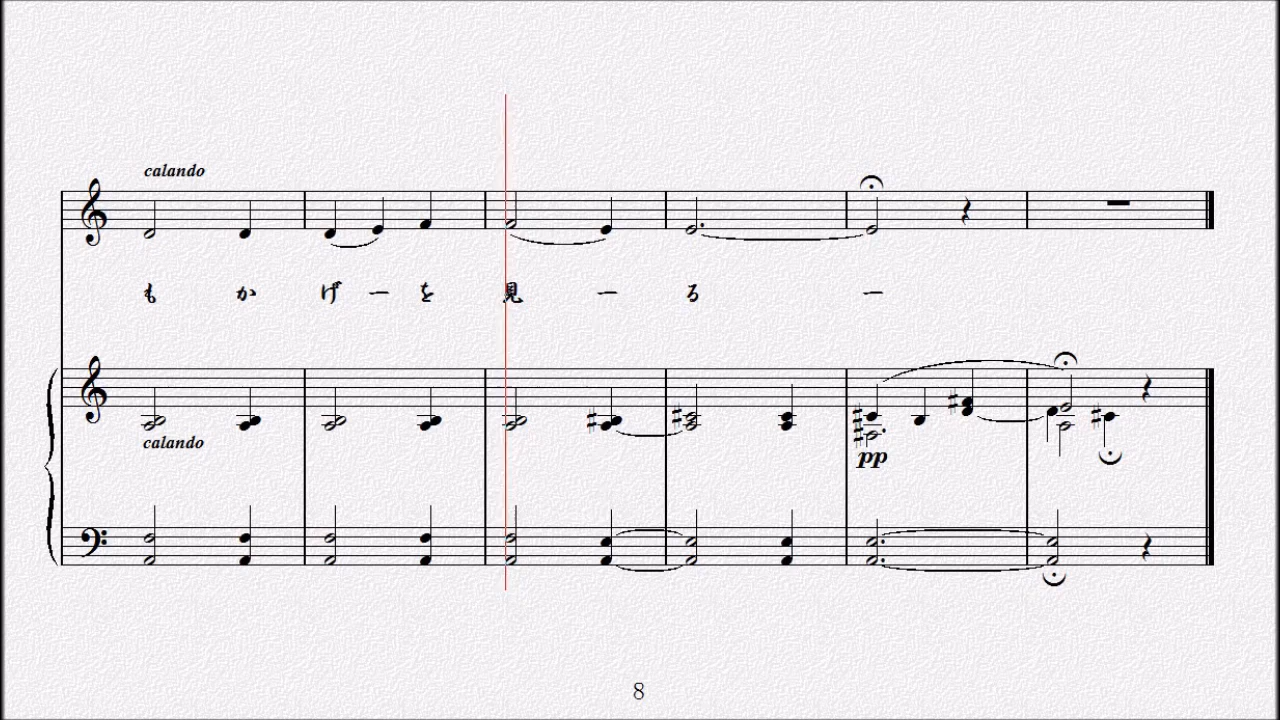 calando
も か げ ー を 見 ー る ー
calando
pp
8